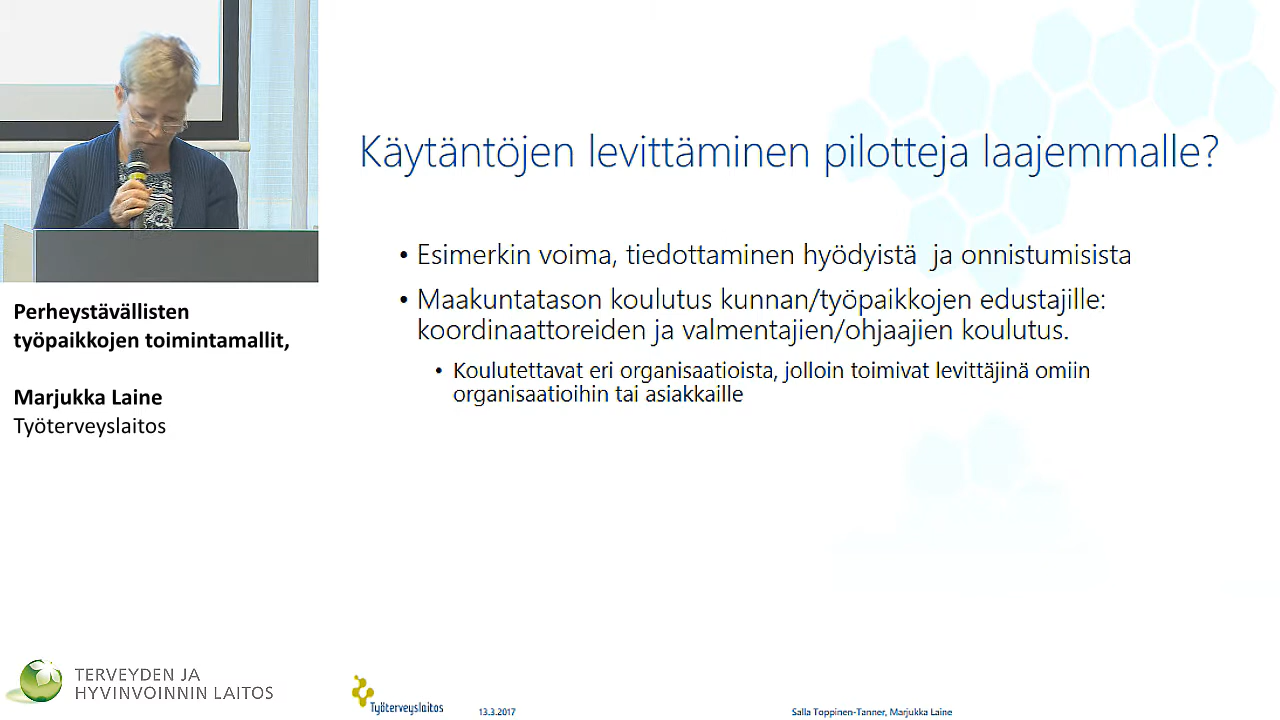 Käytäntöjen levittäminen pilotteja laajemmalle?
• Esimerkin voima, tiedottaminen hyödyistä ja onnistumisista
• Maakuntatason koulutus kunnan/työpaikkojen edustajille:
koordinaattoreiden ja valmentajien/ohjaajien koulutus.
• Koulutettavat eri organisaatioista, jolloin toimivat levittäjinä omiin
organisaatioihin tai asiakkaille
Perheystävällisten
työpaikkojen toimintamallit,
Marjukka Laine
Työterveyslaitos
TERVEYDEN JA
HYVINVOINNIN LAITOS
Työterveyslaitos
13.3.2017
Salla Toppinen-Tanner, Marjukka Laine